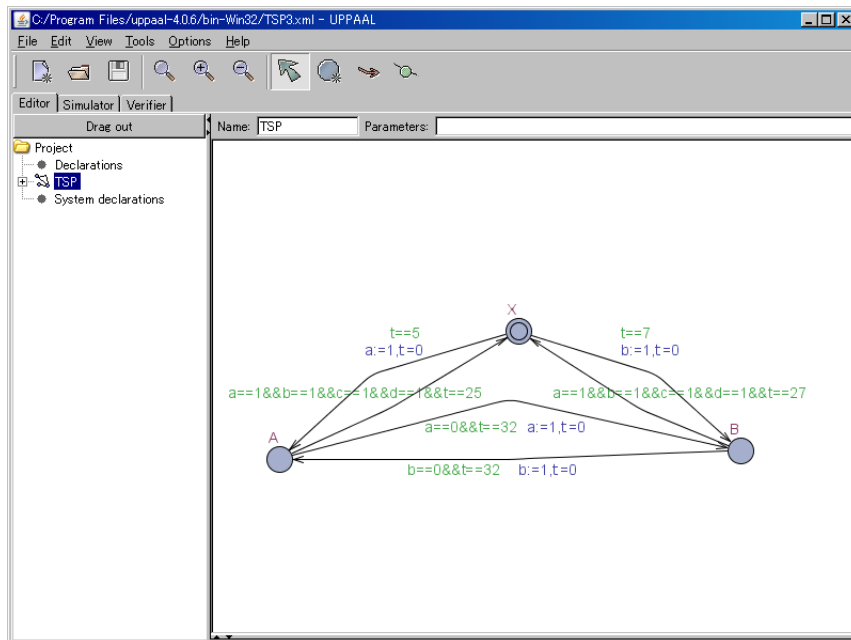 C:/Program Files/uppaal-4.0.6/bin-Win32/TSP3.xml – UPPAAL
File Edit View Tools Options Help
Editor Simulator Verifier
Drag out Name: TSP Parameters:
Project
Declarations
TSP
System declarations
X
t==5 t==7
a:=1,t=0 b:=1,t=0
a==1&&b==1&&c==1&&d==1&&t==25 a==1&&b==1&&c==1&&d==1&&t==27
A B
a==0&&t==32 a:=1,t=0
b==0&&t==32 b:=1,t=0